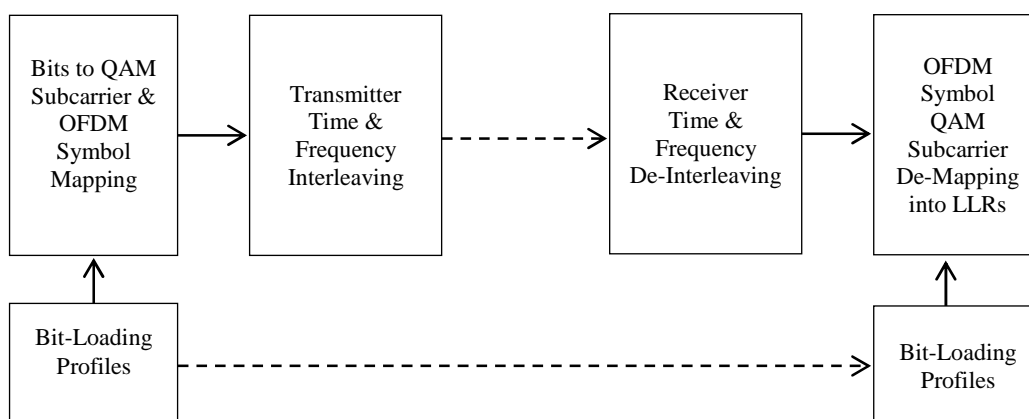 Bits to QAM
Subcarrier &
OFDM
Symbol
Mapping
Transmitter
Time &
Frequency
Interleaving
Receiver
Time &
Frequency
De-Interleaving
OFDM
Symbol
QAM
Subcarrier
De-Mapping
into LLRs
Bit-Loading
Profiles
Bit-Loading
Profiles